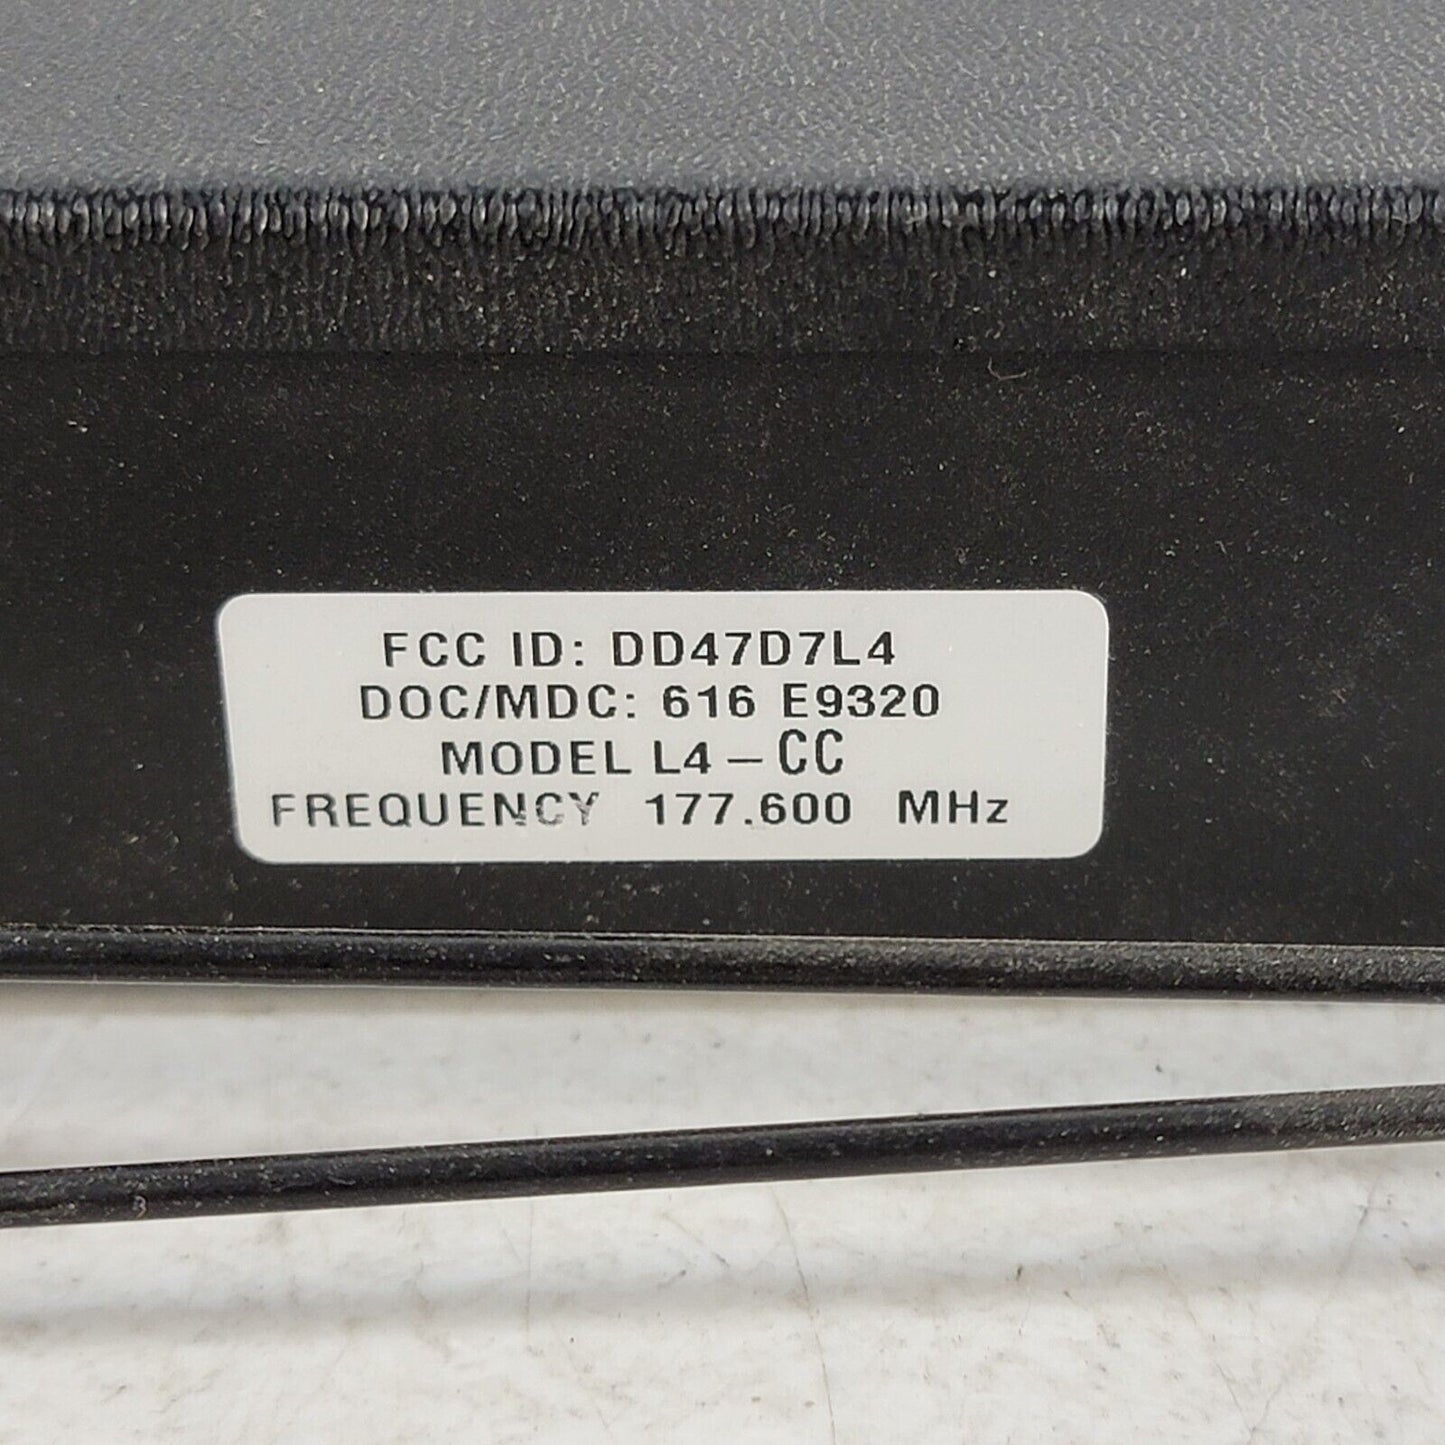 FCC ID: DD47D7L4
DOC/MDC: 616 E9320
MODEL L4 – CC
FREQUENCY 177.600 MHz